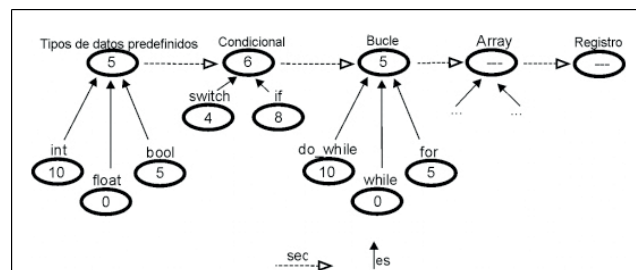 Tipos de datos predefinidos Condicional Bucle Array Registro
5 6 5 --- ---
switch if
4 8
... ...
int bool do_while for
10 5 10 5
float while
0 0
sec es